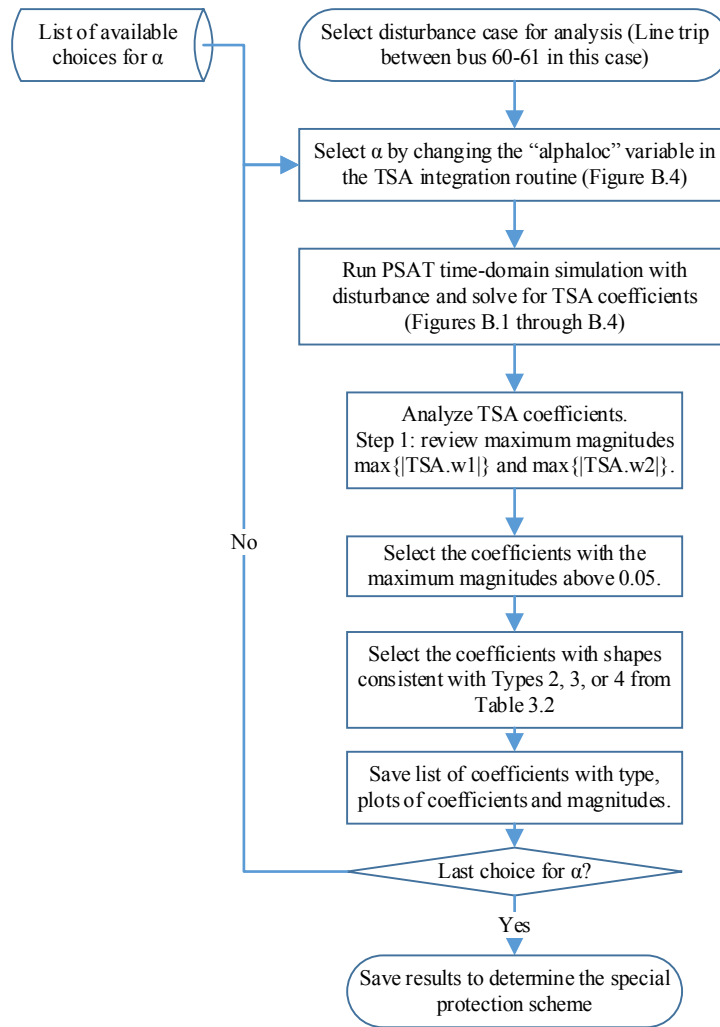 List of available
choices for α
Select disturbance case for analysis (Line trip
between bus 60-61 in this case)
Select α by changing the “alphaloc” variable in
the TSA integration routine (Figure B.4)
Run PSAT time-domain simulation with
disturbance and solve for TSA coefficients
(Figures B.1 through B.4)
Analyze TSA coefficients.
Step 1: review maximum magnitudes
max{|TSA.w1|} and max{|TSA.w2|}.
No
Select the coefficients with the
maximum magnitudes above 0.05.
Select the coefficients with shapes
consistent with Types 2, 3, or 4 from
Table 3.2
Save list of coefficients with type,
plots of coefficients and magnitudes.
Last choice for α?
Yes
Save results to determine the special
protection scheme